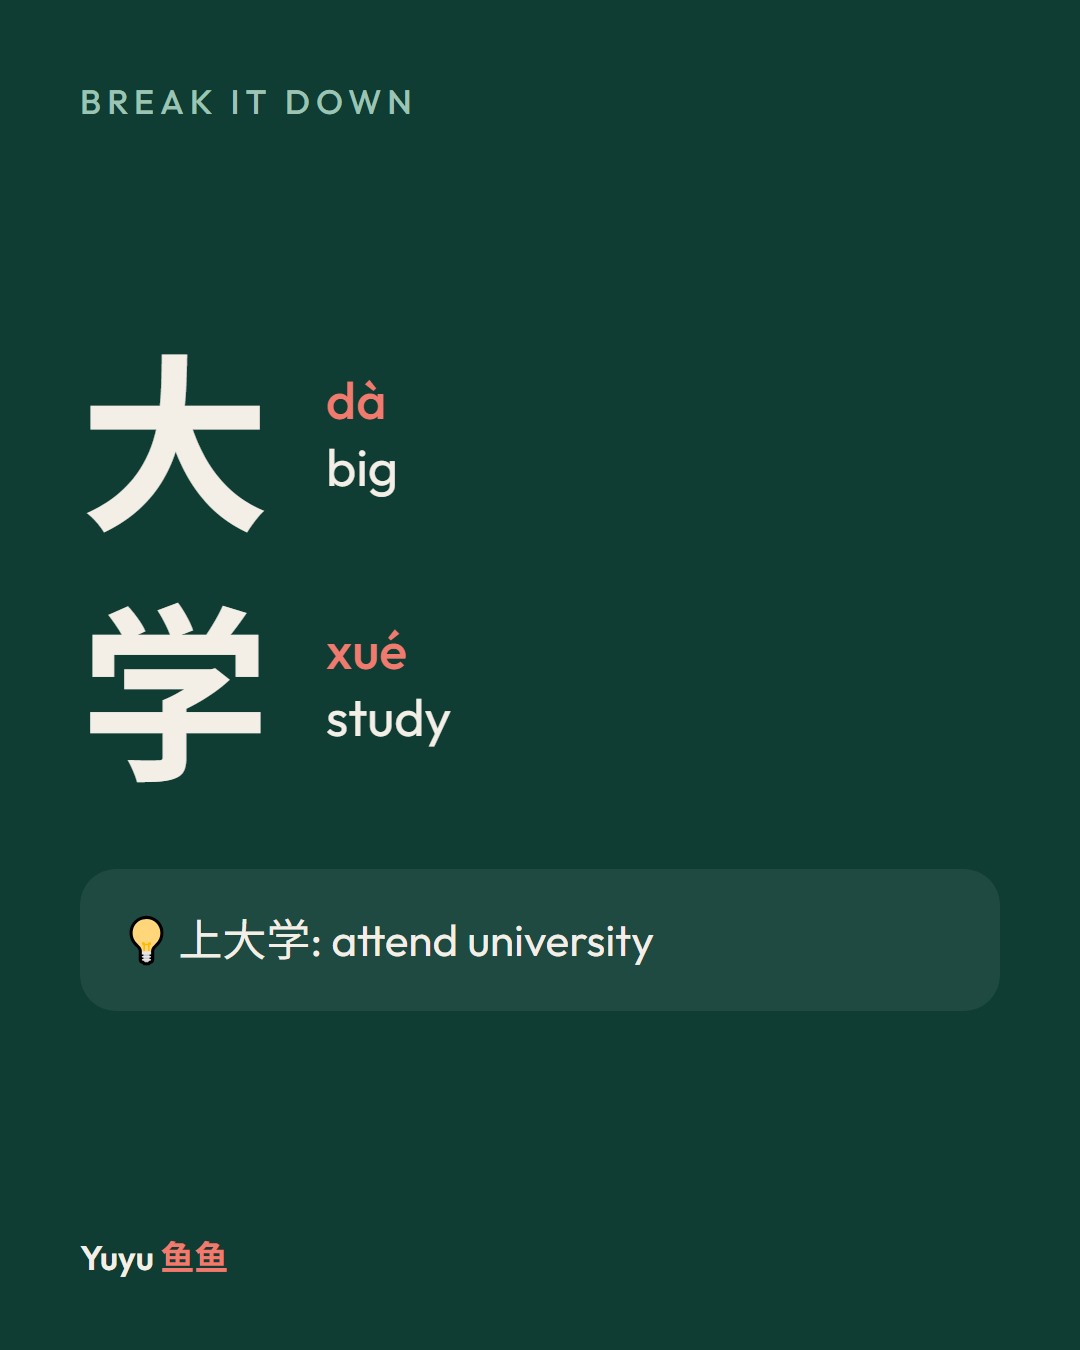 BREAK IT DOWN
大
dà
big
学
xué
study
💡 上大学: attend university
Yuyu 鱼鱼